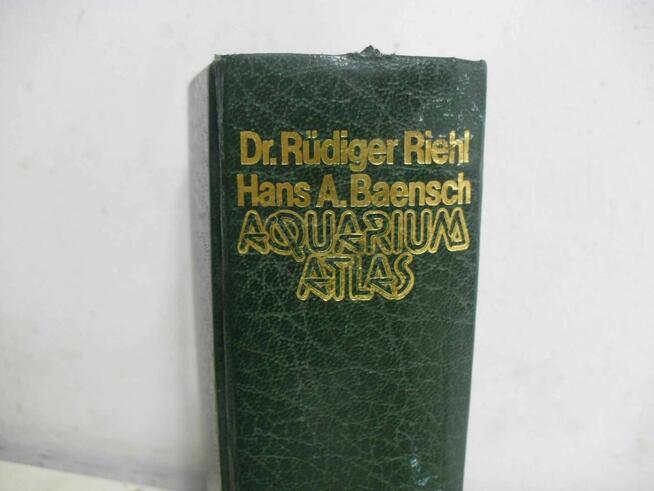 Dr. Rüdiger Riehl
Hans A. Baensch
AQUARIUM
ATLAS